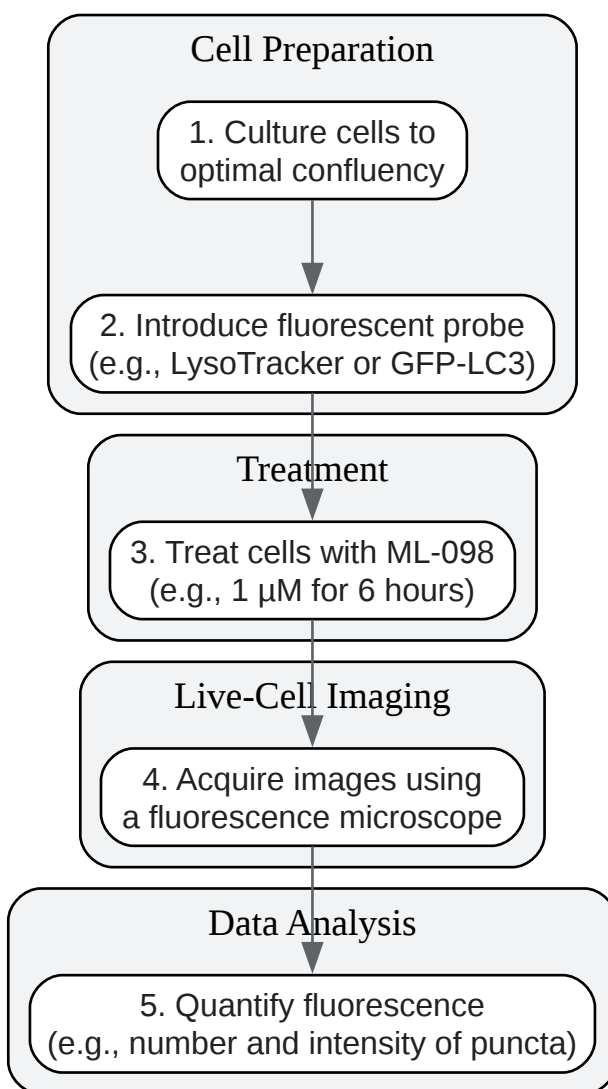 Cell Preparation
1. Culture cells to
optimal confluency
2. Introduce fluorescent probe
(e.g., LysoTracker or GFP-LC3)
Treatment
3. Treat cells with ML-098
(e.g., 1 µM for 6 hours)
Live-Cell Imaging
4. Acquire images using
a fluorescence microscope
Data Analysis
5. Quantify fluorescence
(e.g., number and intensity of puncta)